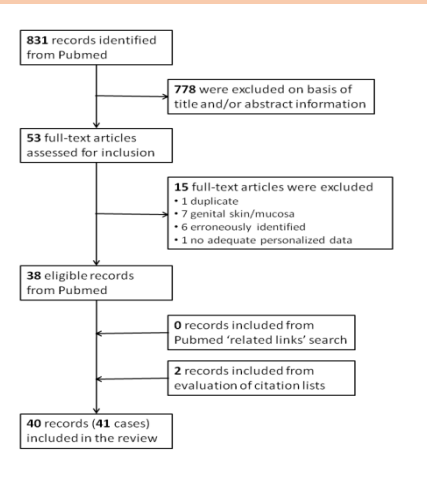 831 records identified
from Pubmed
778 were excluded on basis of
title and/or abstract information
53 full-text articles
assessed for inclusion
15 full-text articles were excluded
• 1 duplicate
• 7 genital skin/mucosa
• 6 erroneously identified
• 1 no adequate personalized data
38 eligible records
from Pubmed
0 records included from
Pubmed ‘related links’ search
2 records included from
evaluation of citation lists
40 records (41 cases)
included in the review